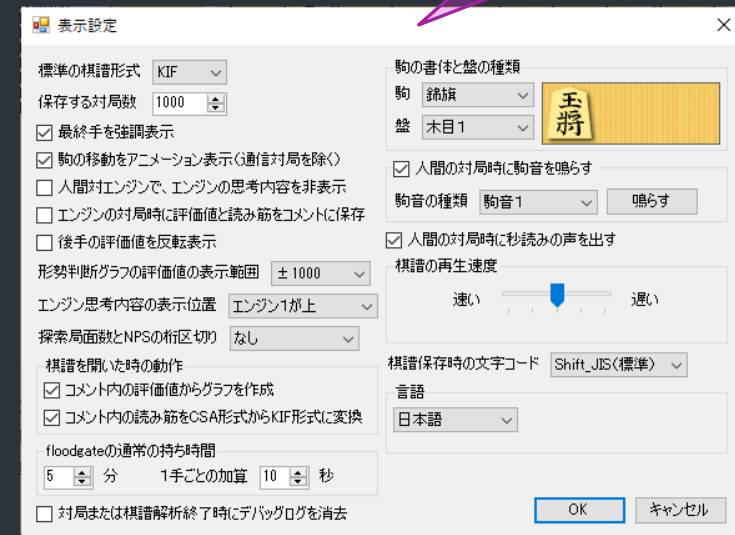 表示設定
標準の棋譜形式 KIF
保存する対局数 1000
最終手を強調表示
駒の移動をアニメーション表示(通信対局を除く)
人間対エンジンで、エンジンの思考内容を非表示
エンジンの対局時に評価値と読み筋をコメントに保存
後手の評価値を反転表示
形勢判断グラフの評価値の表示範囲 ±1000
エンジン思考内容の表示位置 エンジン1が上
探索局面数とNPSの桁区切り なし
棋譜を開いた時の動作
コメント内の評価値からグラフを作成
コメント内の読み筋をCSA形式からKIF形式に変換
floodgateの通常の持ち時間
5 分 1手ごとの加算 10 秒
対局または棋譜解析終了時にデバッグログを消去
駒の書体と盤の種類
駒 錦旗
盤 木目1
玉将
人間の対局時に駒音を鳴らす
駒音の種類 駒音1 鳴らす
人間の対局時に秒読みの声を出す
棋譜の再生速度
速い 遅い
棋譜保存時の文字コード Shift_JIS(標準)
言語
日本語
OK キャンセル